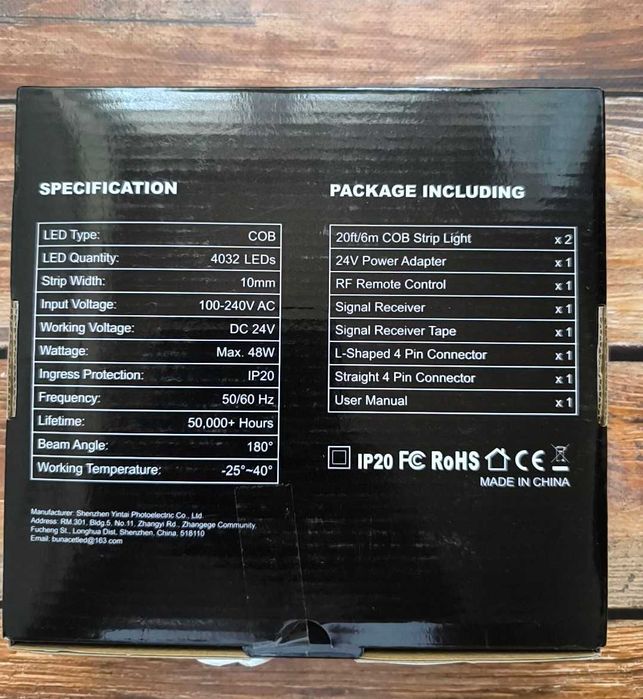 SPECIFICATION
LED Type: COB
LED Quantity: 4032 LEDs
Strip Width: 10mm
Input Voltage: 100-240V AC
Working Voltage: DC 24V
Wattage: Max. 48W
Ingress Protection: IP20
Frequency: 50/60 Hz
Lifetime: 50,000+ Hours
Beam Angle: 180°
Working Temperature: -25°~40°
Manufacturer: Shenzhen Yintai Photoelectric Co., Ltd.
Address: RM.301, Bldg.5, No.11, Zhangyi Rd., Zhangege Community,
Fucheng St., Longhua Dist, Shenzhen, China. 518110
Email: bunacetled@163.com
PACKAGE INCLUDING
20ft/6m COB Strip Light x 2
24V Power Adapter x 1
RF Remote Control x 1
Signal Receiver x 1
Signal Receiver Tape x 1
L-Shaped 4 Pin Connector x 1
Straight 4 Pin Connector x 1
User Manual x 1
IP20 FC RoHS CE
MADE IN CHINA